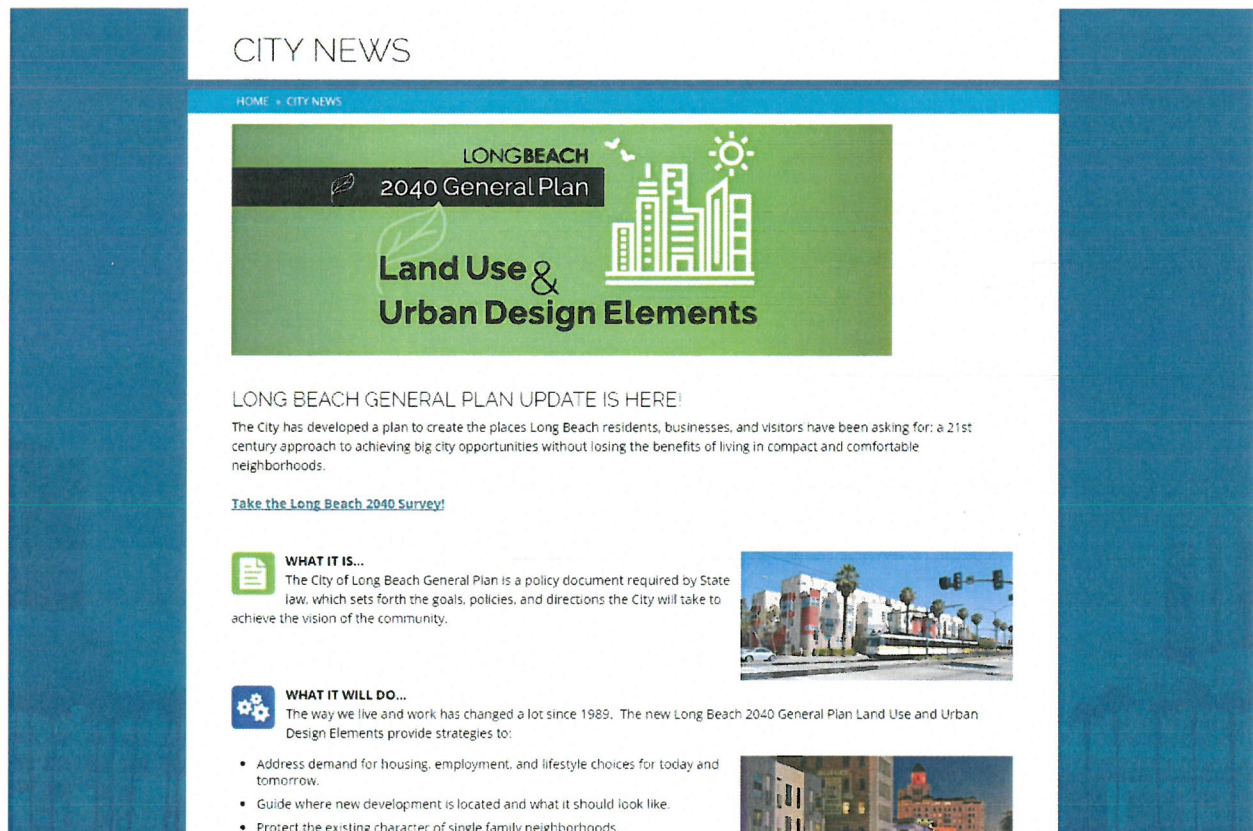 CITY NEWS
HOME » CITY NEWS
LONGBEACH
2040 General Plan
Land Use &
Urban Design Elements
LONG BEACH GENERAL PLAN UPDATE IS HERE!
The City has developed a plan to create the places Long Beach residents, businesses, and visitors have been asking for: a 21st
century approach to achieving big city opportunities without losing the benefits of living in compact and comfortable
neighborhoods.
Take the Long Beach 2040 Survey!
WHAT IT IS...
The City of Long Beach General Plan is a policy document required by State
law, which sets forth the goals, policies, and directions the City will take to
achieve the vision of the community.
WHAT IT WILL DO...
The way we live and work has changed a lot since 1989. The new Long Beach 2040 General Plan Land Use and Urban
Design Elements provide strategies to:
• Address demand for housing, employment, and lifestyle choices for today and
tomorrow.
• Guide where new development is located and what it should look like.
• Protect the existing character of single family neighborhoods.